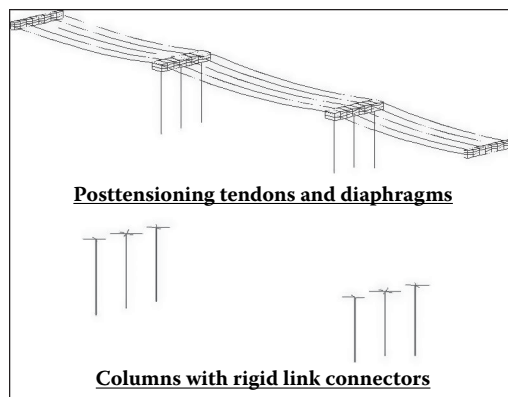 Posttensioning tendons and diaphragms
Columns with rigid link connectors